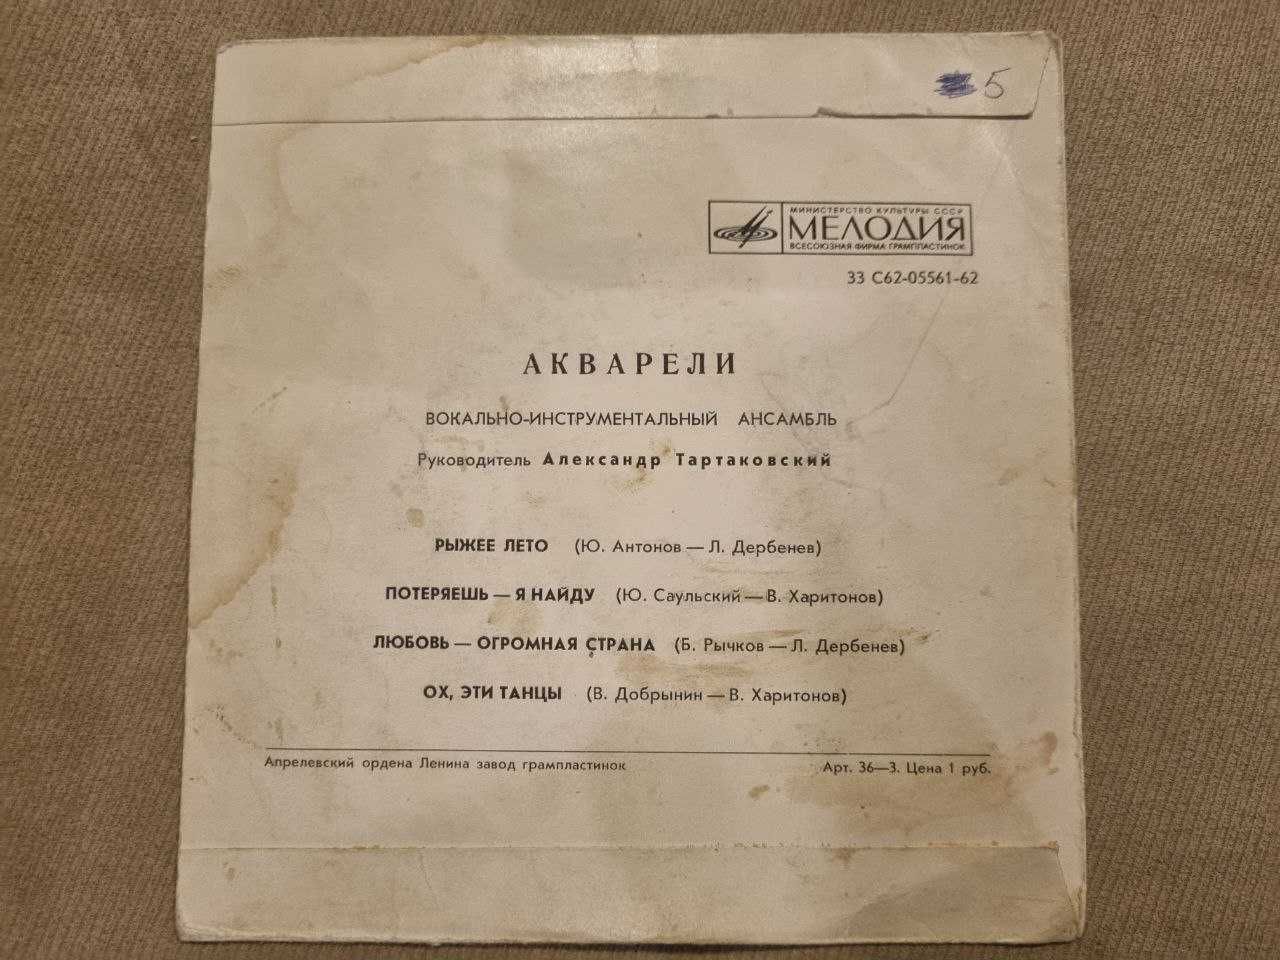 5
МИНИСТЕРСТВО КУЛЬТУРЫ СССР
МЕЛОДИЯ
ВСЕСОЮЗНАЯ ФИРМА ГРАМПЛАСТИНОК
33 С62-05561-62
АКВАРЕЛИ
ВОКАЛЬНО-ИНСТРУМЕНТАЛЬНЫЙ АНСАМБЛЬ
Руководитель Александр Тартаковский
РЫЖЕЕ ЛЕТО (Ю. Антонов — Л. Дербенев)
ПОТЕРЯЕШЬ — Я НАЙДУ (Ю. Саульский — В. Харитонов)
ЛЮБОВЬ — ОГРОМНАЯ СТРАНА (Б. Рычков — Л. Дербенев)
ОХ, ЭТИ ТАНЦЫ (В. Добрынин — В. Харитонов)
Апрелевский ордена Ленина завод грампластинок Арт. 36—3. Цена 1 руб.